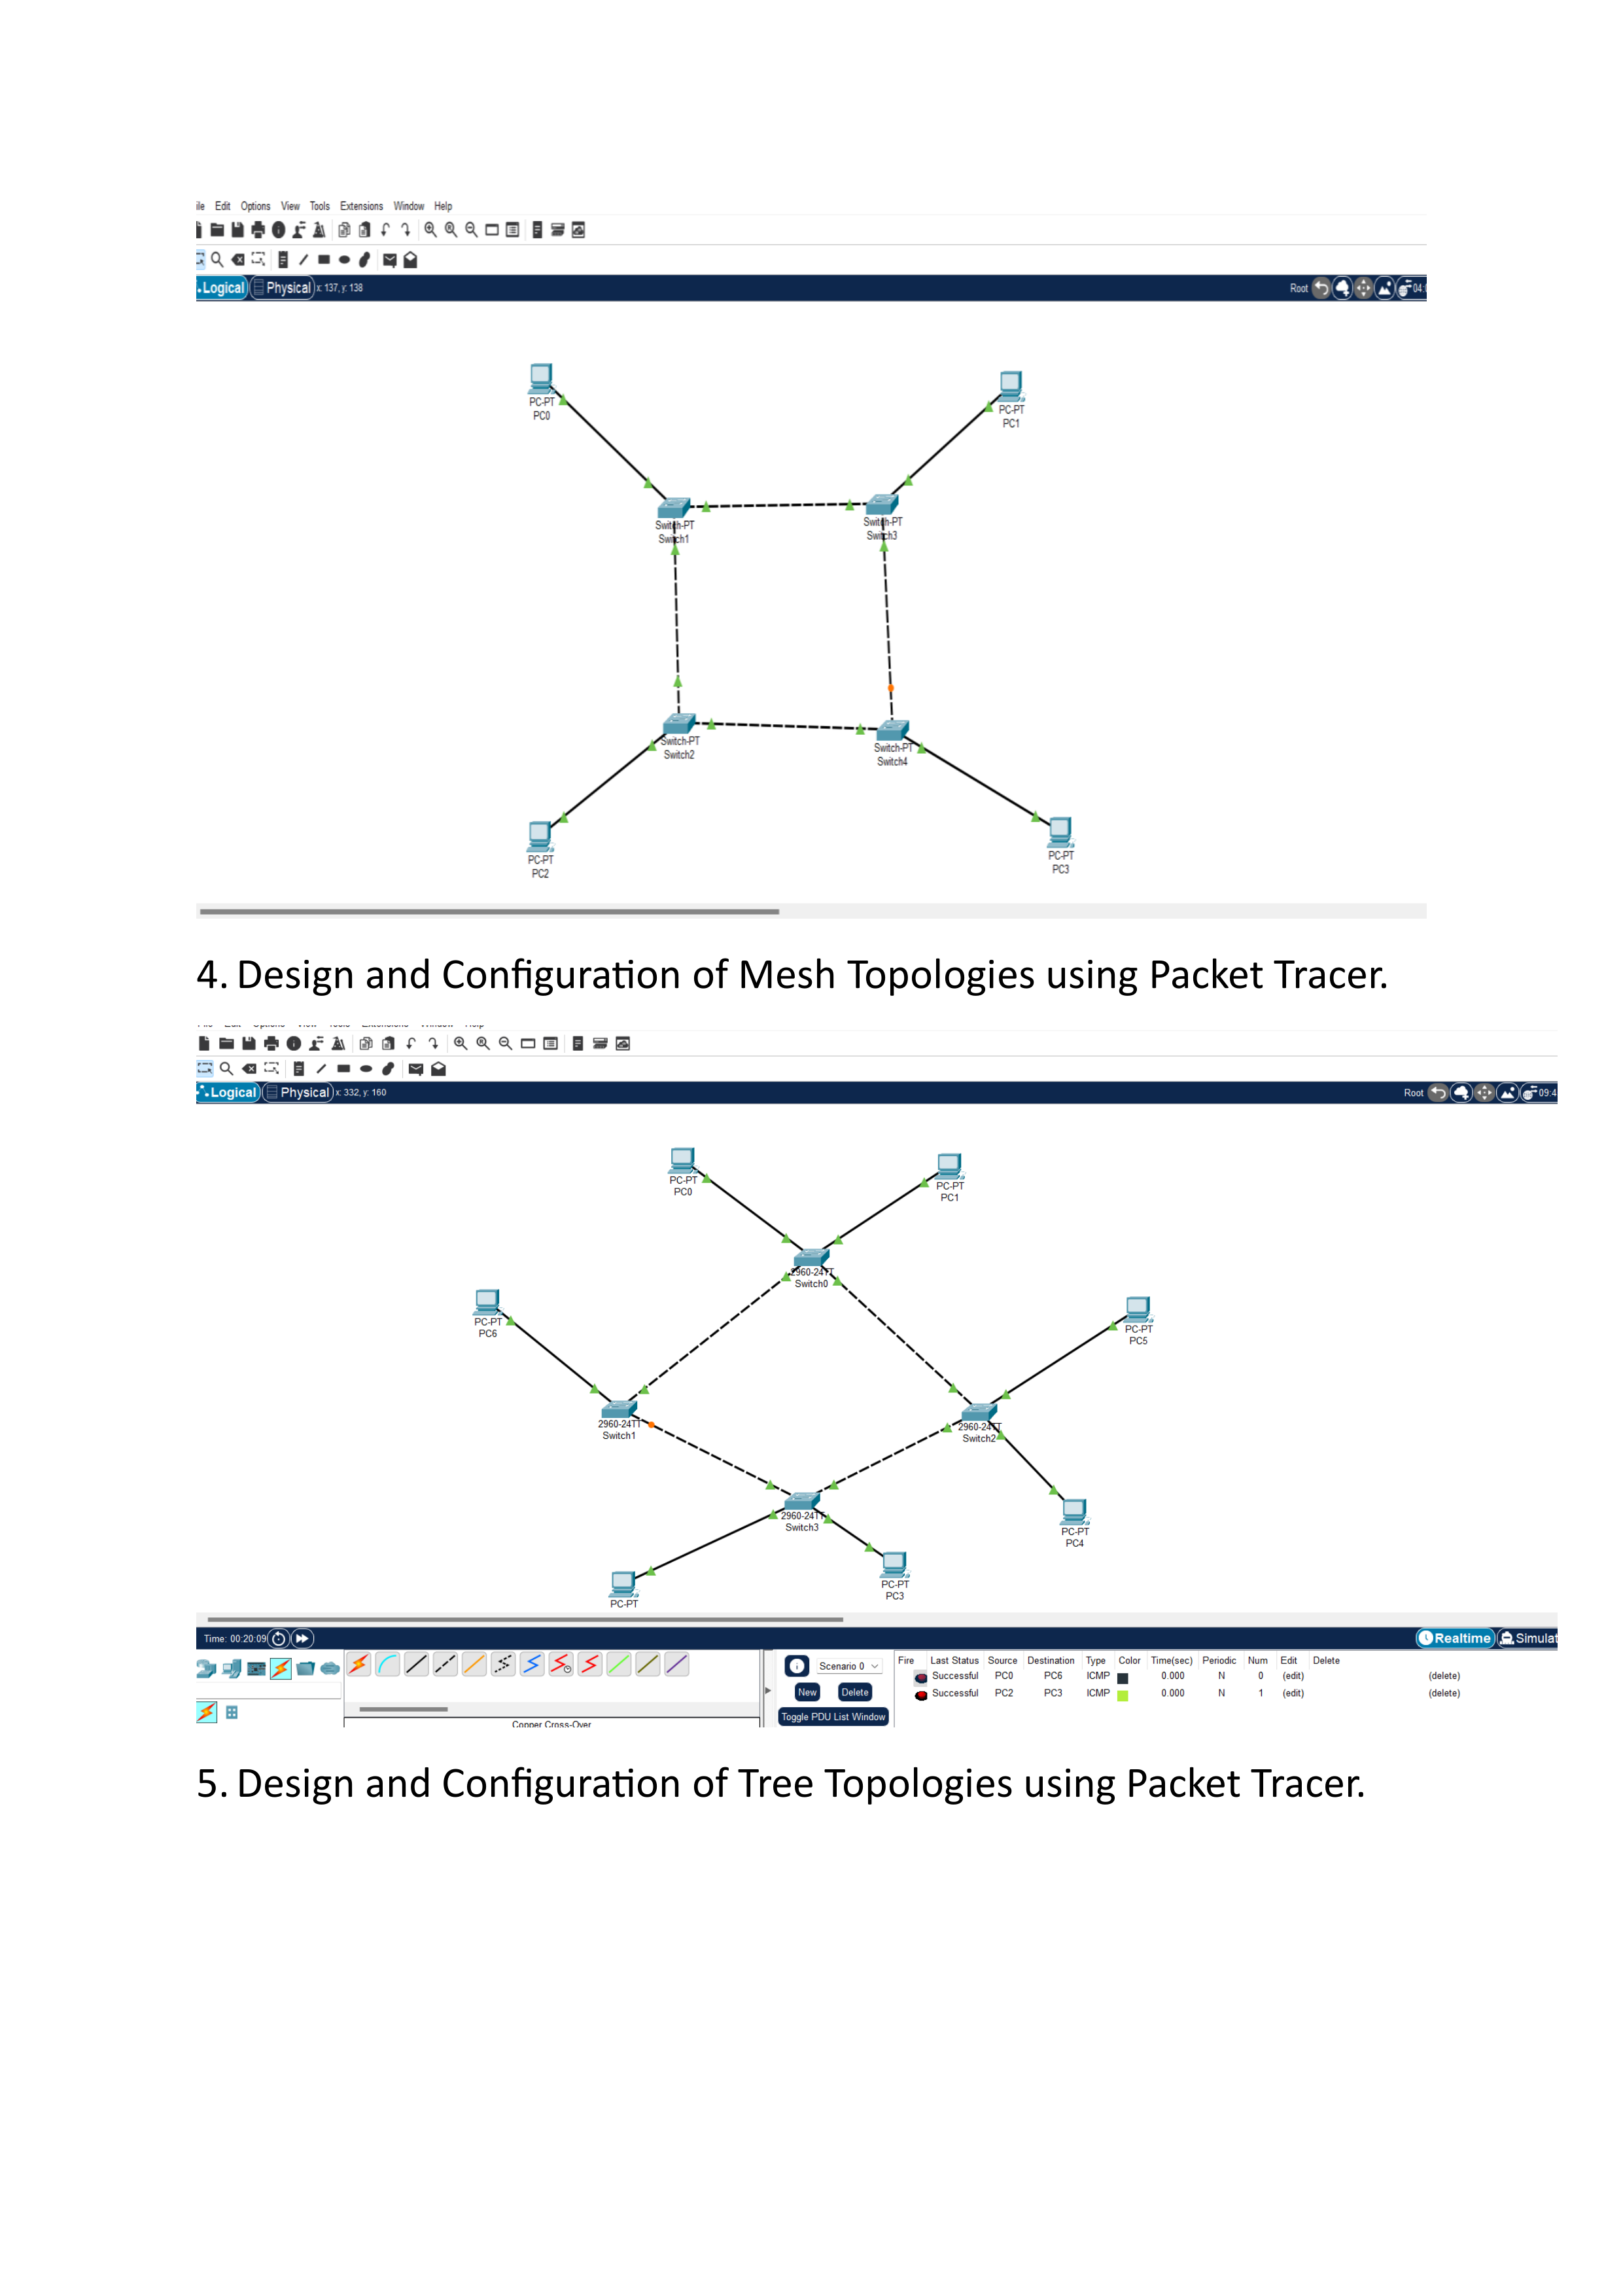 ile Edit Options View Tools Extensions Window Help
Logical Physical x: 137, y: 138 Root 04:
PC-PT
PC0
PC-PT
PC1
Switch-PT
Switch1
Switch-PT
Switch3
Switch-PT
Switch2
Switch-PT
Switch4
PC-PT
PC2
PC-PT
PC3
4. Design and Configuration of Mesh Topologies using Packet Tracer.
Logical Physical x: 332, y: 160 Root 09:4
PC-PT
PC0
PC-PT
PC1
2960-24TT
Switch0
PC-PT
PC6
PC-PT
PC5
2960-24TT
Switch1
2960-24TT
Switch2
2960-24TT
Switch3
PC-PT
PC4
PC-PT
PC3
PC-PT
Time: 00:20:09 Realtime Simulat
Scenario 0
New Delete
Toggle PDU List Window
Copper Cross-Over
Fire Last Status Source Destination Type Color Time(sec) Periodic Num Edit Delete
Successful PC0 PC6 ICMP 0.000 N 0 (edit) (delete)
Successful PC2 PC3 ICMP 0.000 N 1 (edit) (delete)
5. Design and Configuration of Tree Topologies using Packet Tracer.